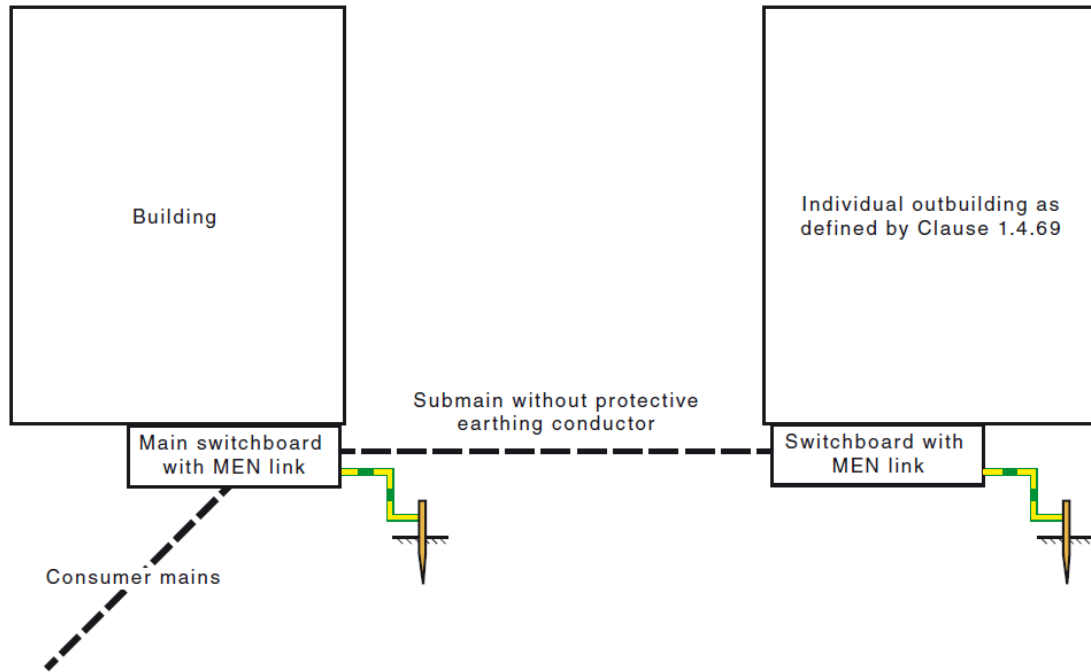 Building
Individual outbuilding as
defined by Clause 1.4.69
Submain without protective
earthing conductor
Main switchboard
with MEN link
Switchboard with
MEN link
Consumer mains